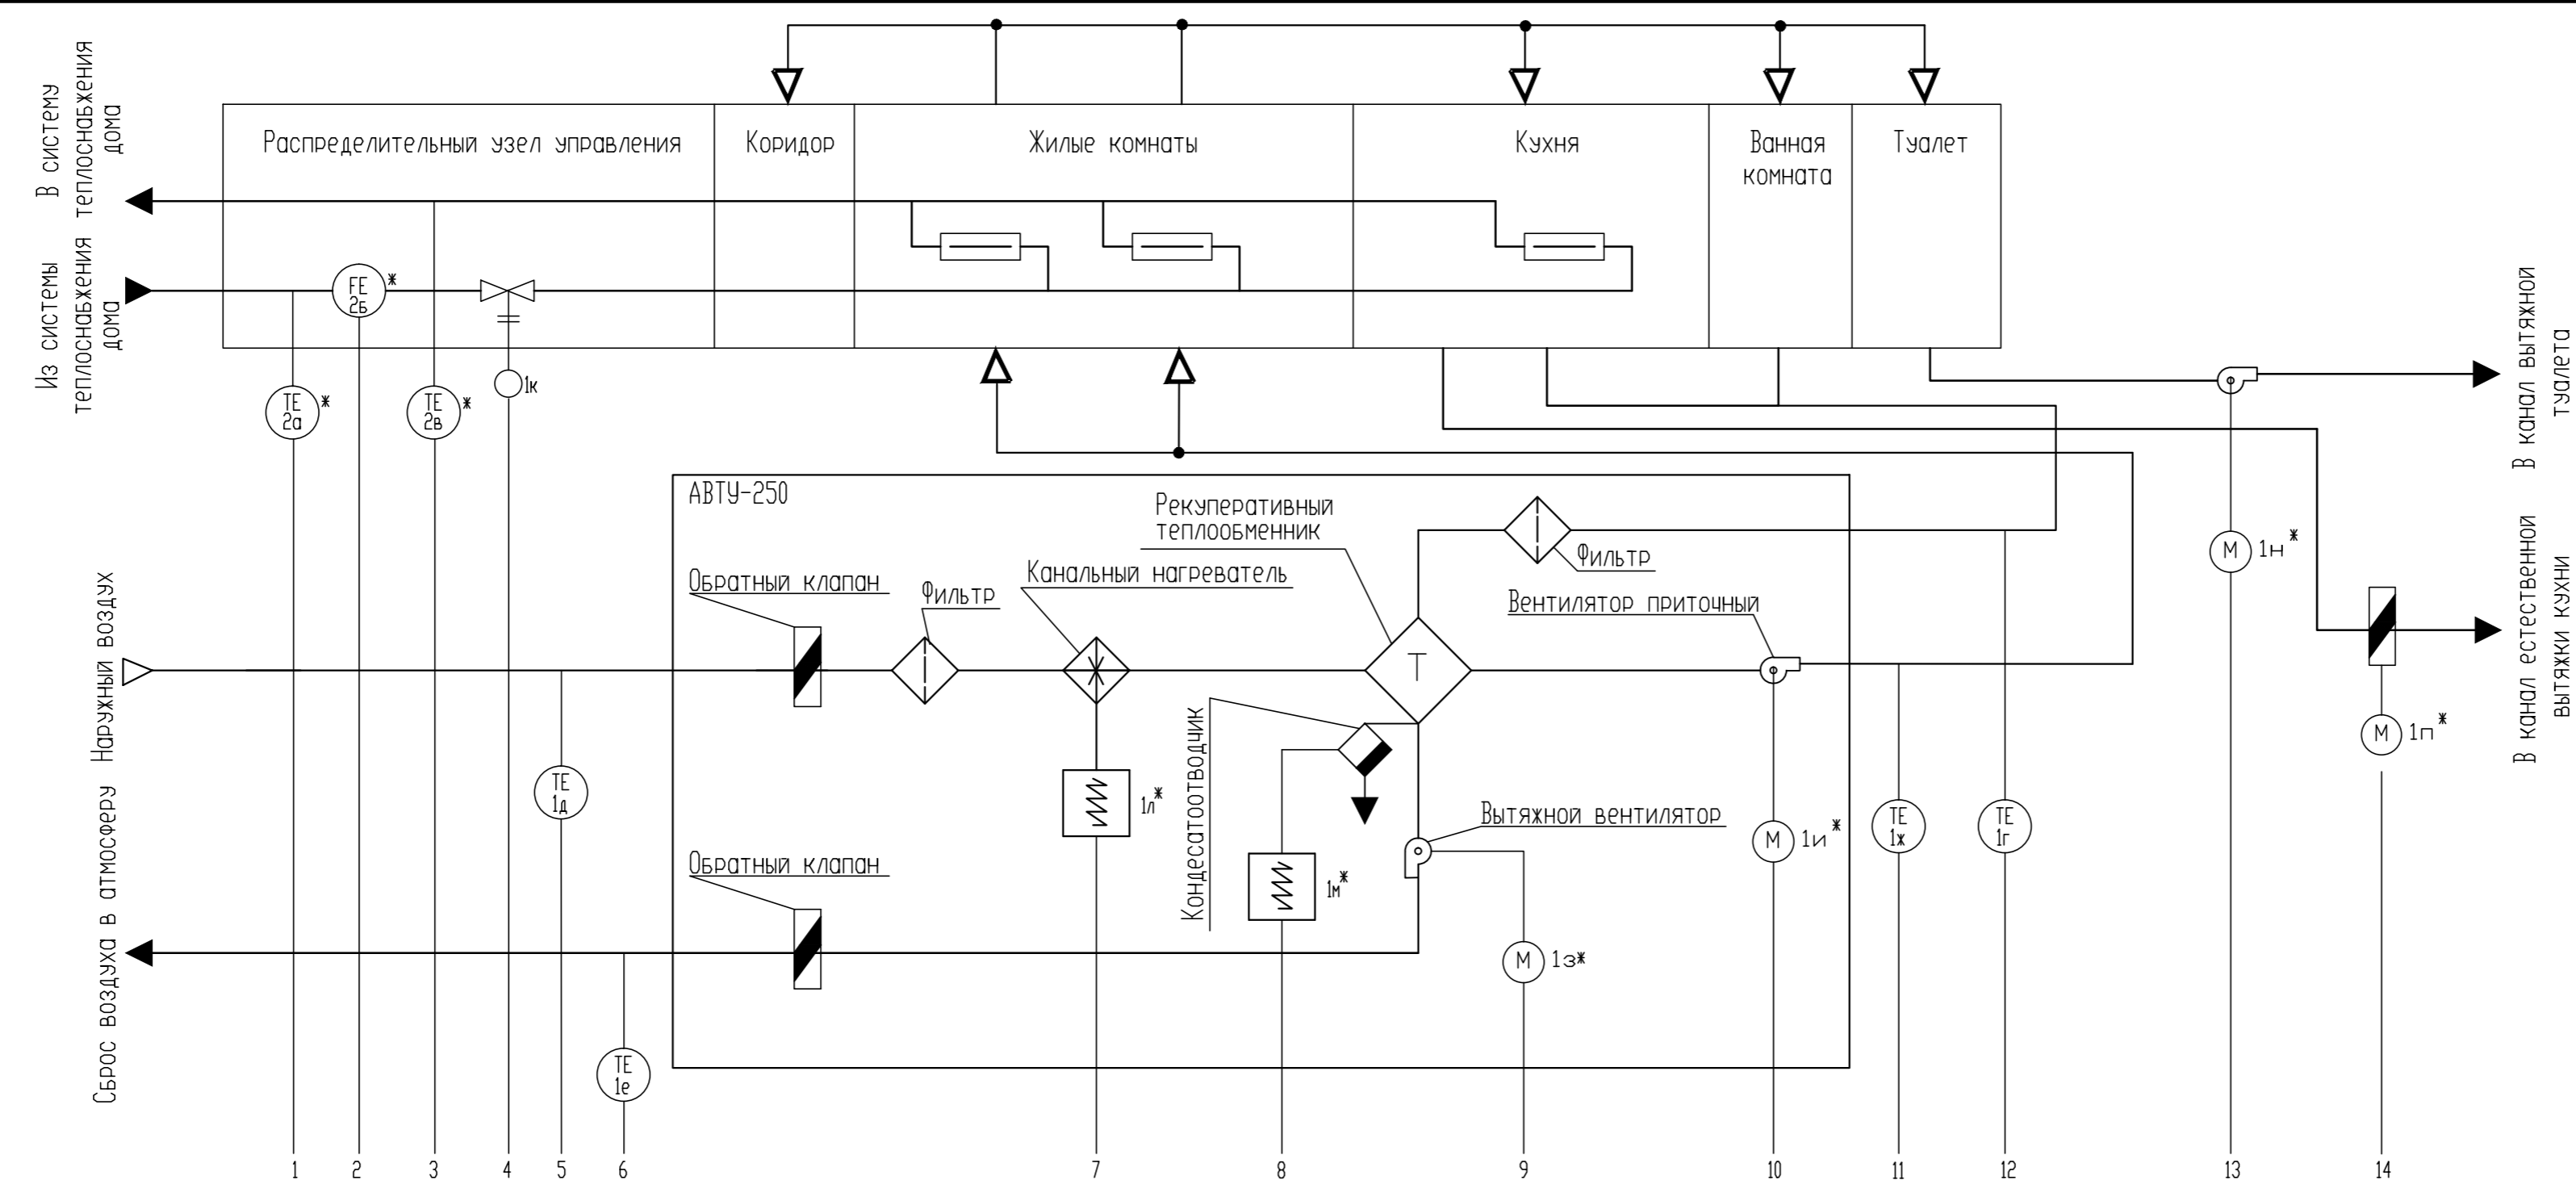 В систему
теплоснабжения
дома
Из системы
теплоснабжения
дома
Распределительный узел управления
Коридор
Жилые комнаты
Кухня
Ванная
комната
Туалет
FE
2Б
*
TE
2а
*
TE
2в
*
1к
В канал вытяжной
туалета
В канал естественной
вытяжки кухни
АВТУ-250
Рекуперативный
теплообменник
Фильтр
Обратный клапан
Фильтр
Канальный нагреватель
Вентилятор приточный
Наружный воздух
T
М
1н*
М
1п*
TE
1д
1л*
Кондесатоотводчик
Вытяжной вентилятор
М
1и*
TE
1ж
TE
1г
Обратный клапан
1м*
М
1з*
Сброс воздуха в атмосферу
TE
1е
1
2
3
4
5
6
7
8
9
10
11
12
13
14